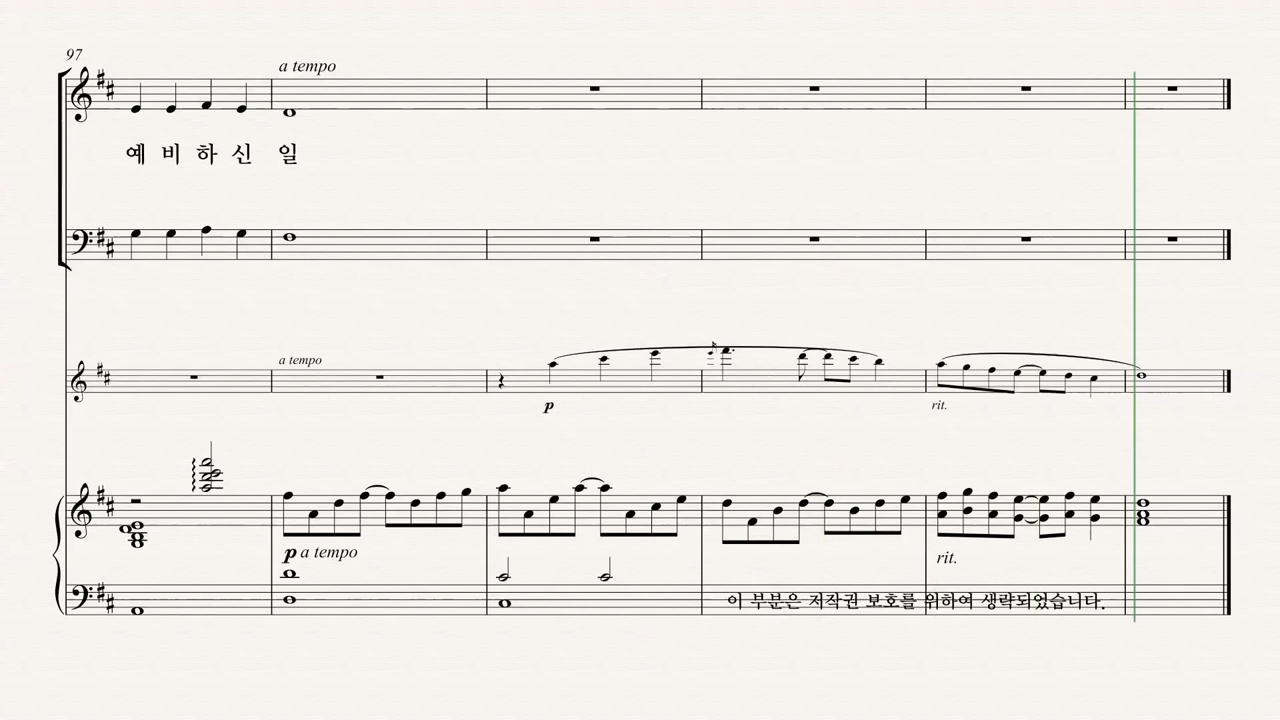 97
a tempo
예 비 하 신 일
a tempo
p
rit.
p a tempo
rit.
이 부분은 저작권 보호를 위하여 생략되었습니다.